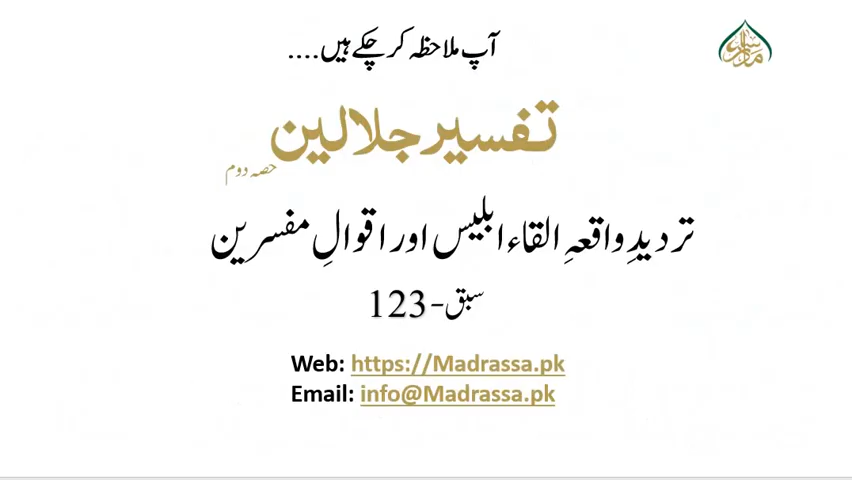 آپ ملاحظہ کر چکے ہیں....
تفسیر جلالین
حصہ دوم
تردیدِ واقعہِ القاء ابلیس اور اقوالِ مفسرین
سبق-123
Web: https://Madrassa.pk
Email: info@Madrassa.pk